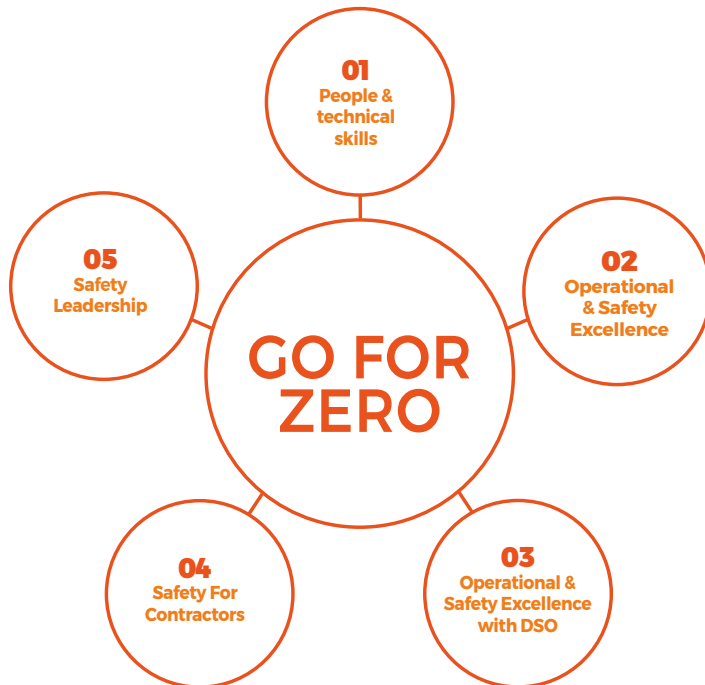 01
People &
technical
skills
05
Safety
Leadership
02
Operational
& Safety
Excellence
GO FOR
ZERO
04
Safety For
Contractors
03
Operational &
Safety Excellence
with DSO